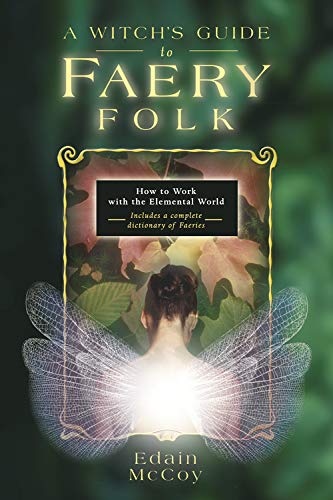 A WITCH'S GUIDE
to
FAERY
FOLK
How to Work
with the Elemental World
Includes a complete
dictionary of Faeries
Edain
McCoy